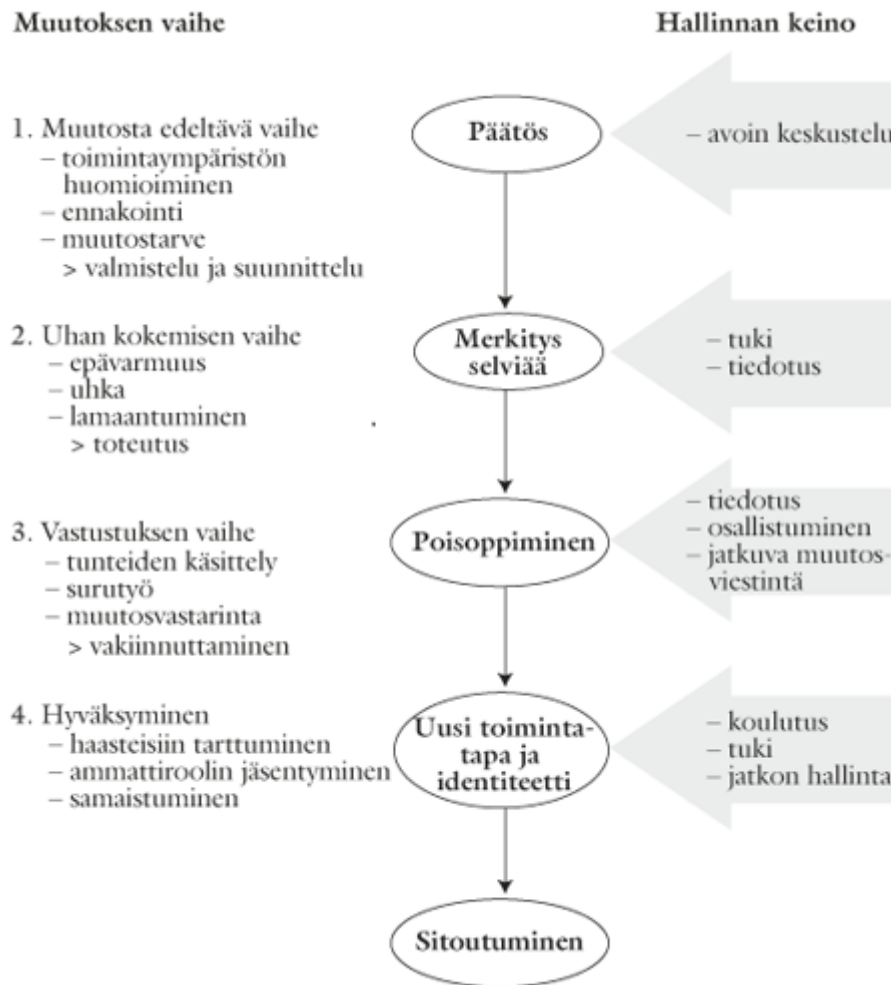 Muutoksen vaihe
Hallinnan keino
1. Muutosta edeltävä vaihe
– toimintaympäristön
huomioiminen
– ennakointi
– muutostarve
> valmistelu ja suunnittelu
Päätös
– avoin keskustelu
2. Uhan kokemisen vaihe
– epävarmuus
– uhka
– lamaantuminen
> toteutus
Merkitys
selviää
– tuki
– tiedotus
3. Vastustuksen vaihe
– tunteiden käsittely
– surutyö
– muutosvastarinta
> vakiinnuttaminen
Poisoppiminen
– tiedotus
– osallistuminen
– jatkuva muutos-
viestintä
4. Hyväksyminen
– haasteisiin tarttuminen
– ammattiroolin jäsentyminen
– samaistuminen
Uusi toiminta-
tapa ja
identiteetti
– koulutus
– tuki
– jatkon hallinta
Sitoutuminen